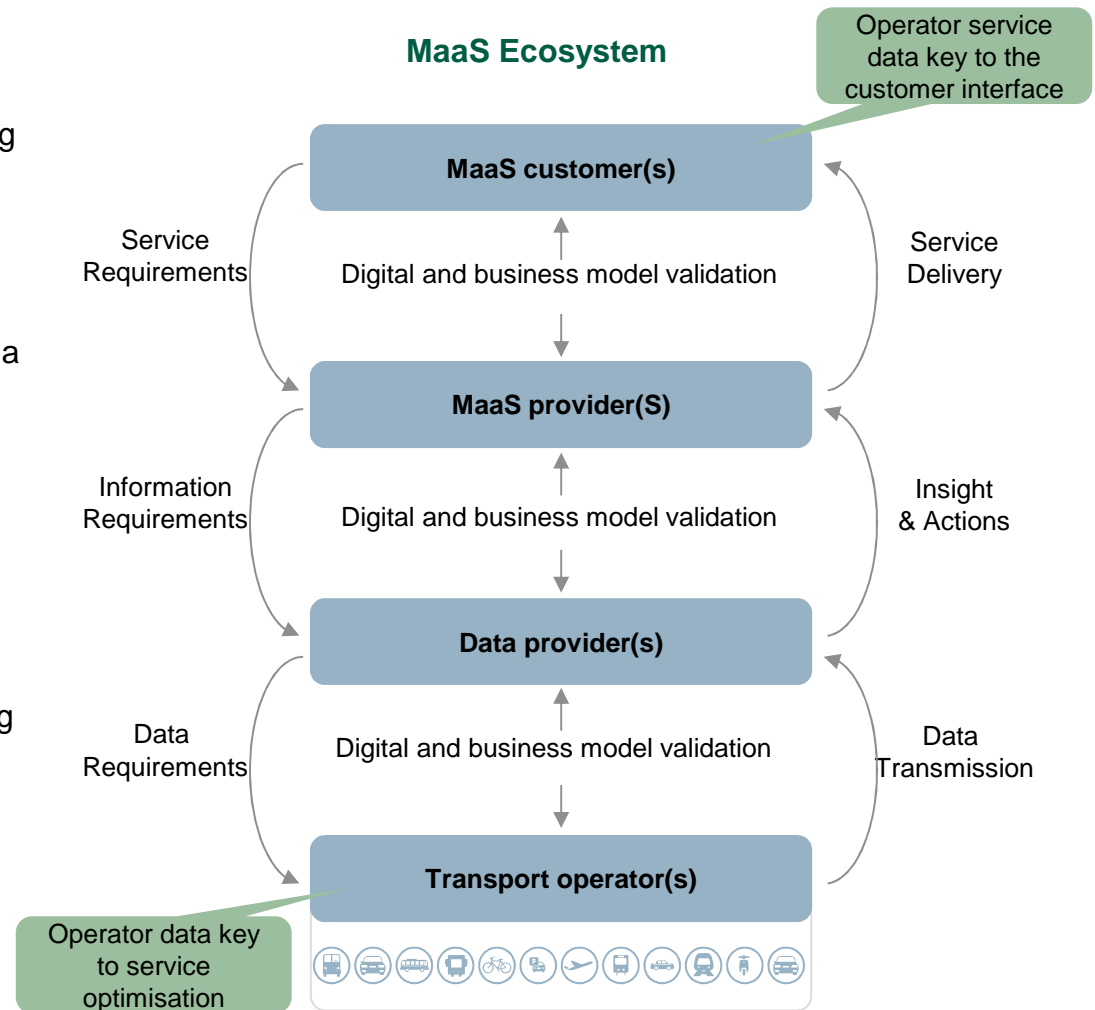 MaaS Ecosystem
Operator service
data key to the
customer interface
g
MaaS customer(s)
Service
Requirements
Digital and business model validation
Service
Delivery
a
MaaS provider(S)
Information
Requirements
Digital and business model validation
Insight
& Actions
Data provider(s)
g
Data
Requirements
Digital and business model validation
Data
Transmission
Transport operator(s)
Operator data key
to service
optimisation
P